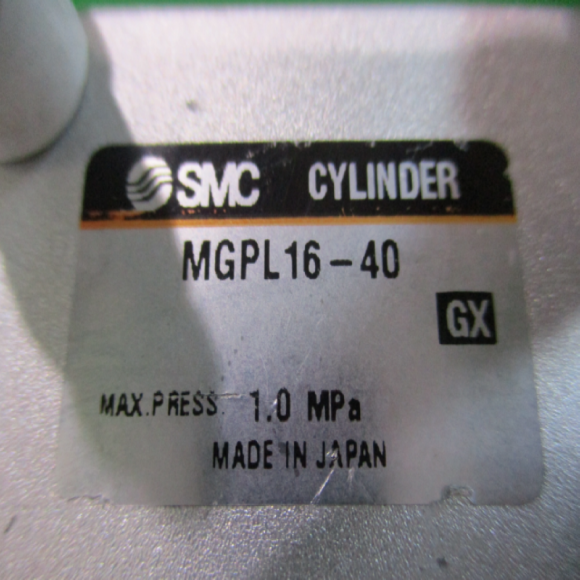 SMC CYLINDER
MGPL16-40
GX
MAX.PRESS. 1.0 MPa
MADE IN JAPAN